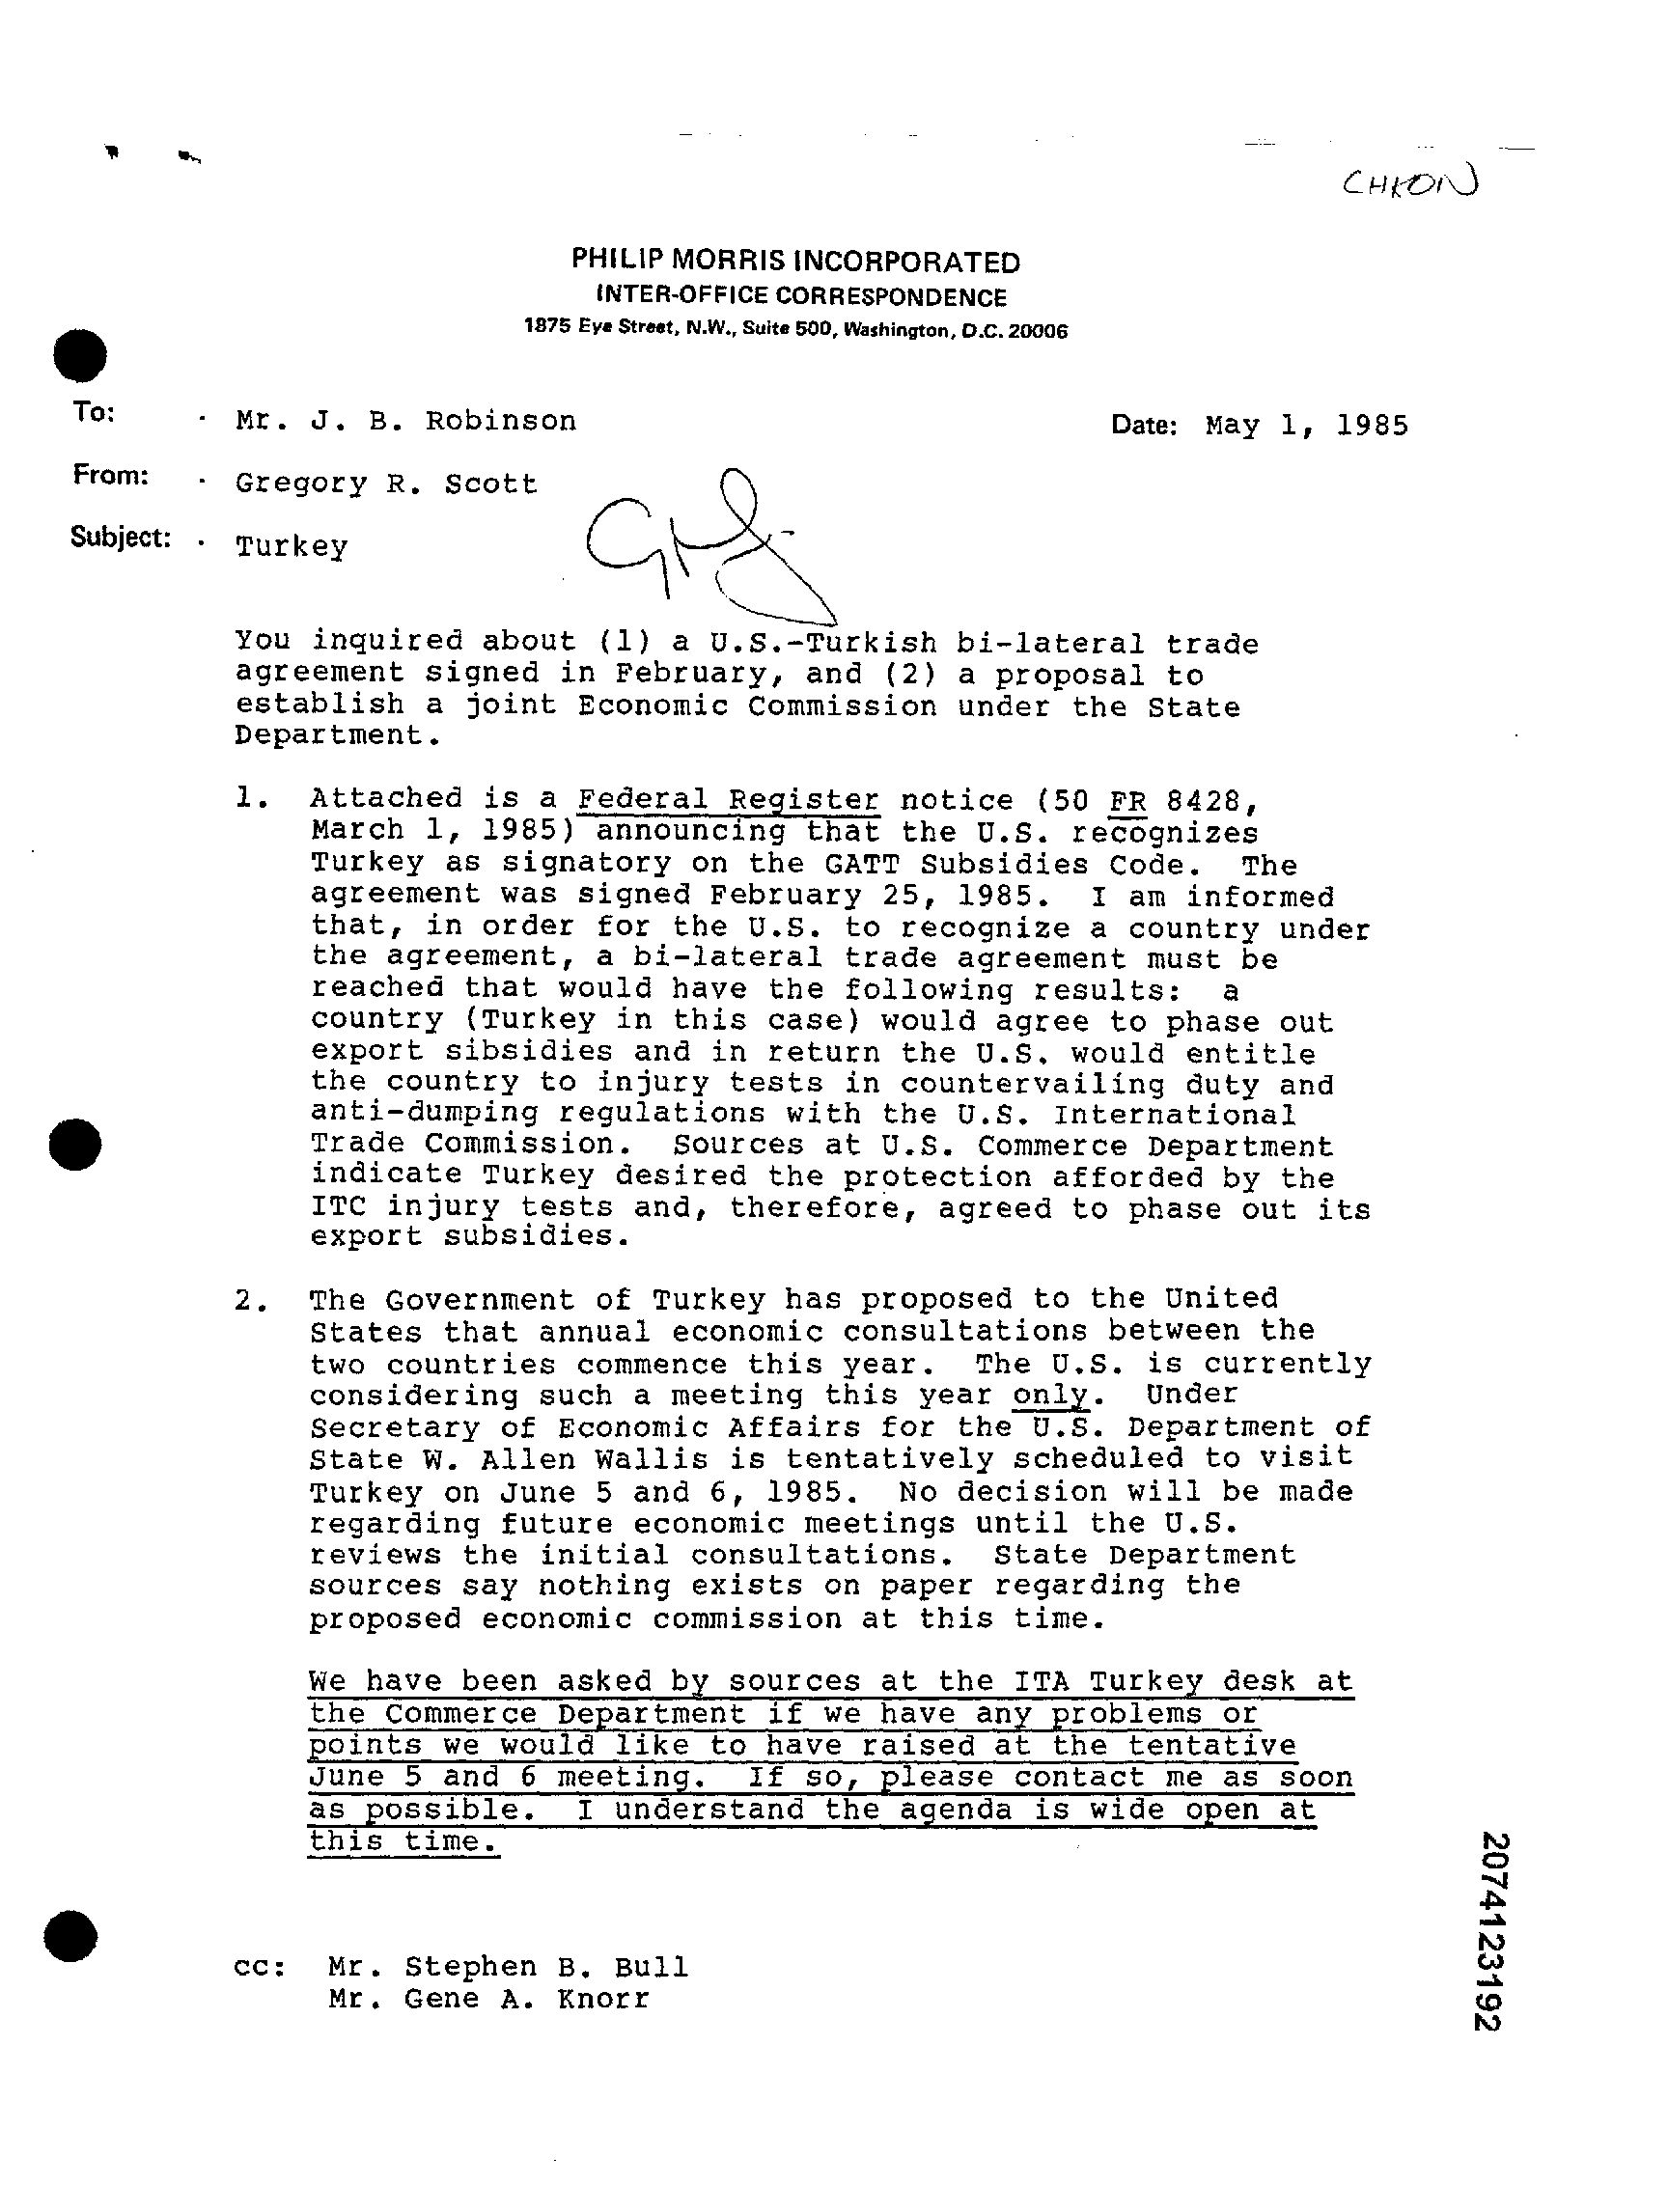 CHRON
PHILIP MORRIS INCORPORATED
INTER-OFFICE CORRESPONDENCE
1875 Eye Street, N.W., Suite 500, Washington, D.C. 20006
To: Mr. J. B. Robinson Date: May 1, 1985
From: Gregory R. Scott
Subject: Turkey
You inquired about (1) a U.S.-Turkish bi-lateral trade
agreement signed in February, and (2) a proposal to
establish a joint Economic Commission under the State
Department.
1. Attached is a Federal Register notice (50 FR 8428,
March 1, 1985) announcing that the U.S. recognizes
Turkey as signatory on the GATT Subsidies Code. The
agreement was signed February 25, 1985. I am informed
that, in order for the U.S. to recognize a country under
the agreement, a bi-lateral trade agreement must be
reached that would have the following results: a
country (Turkey in this case) would agree to phase out
export sibsidies and in return the U.S. would entitle
the country to injury tests in countervailing duty and
anti-dumping regulations with the U.S. International
Trade Commission. Sources at U.S. Commerce Department
indicate Turkey desired the protection afforded by the
ITC injury tests and, therefore, agreed to phase out its
export subsidies.
2. The Government of Turkey has proposed to the United
States that annual economic consultations between the
two countries commence this year. The U.S. is currently
considering such a meeting this year only. Under
Secretary of Economic Affairs for the U.S. Department of
State W. Allen Wallis is tentatively scheduled to visit
Turkey on June 5 and 6, 1985. No decision will be made
regarding future economic meetings until the U.S.
reviews the initial consultations. State Department
sources say nothing exists on paper regarding the
proposed economic commission at this time.
We have been asked by sources at the ITA Turkey desk at
the Commerce Department if we have any problems or
points we would like to have raised at the tentative
June 5 and 6 meeting. If so, please contact me as soon
as possible. I understand the agenda is wide open at
this time.
cc: Mr. Stephen B. Bull
Mr. Gene A. Knorr
2074123192